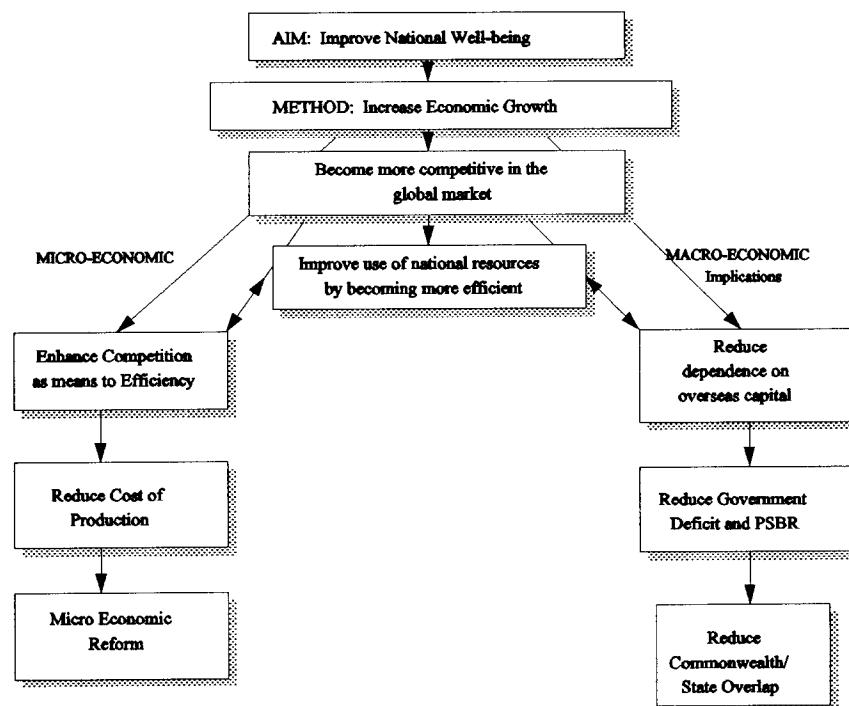 AIM: Improve National Well-being
METHOD: Increase Economic Growth
Become more competitive in the
global market
MICRO-ECONOMIC
Improve use of national resources
by becoming more efficient
MACRO-ECONOMIC
Implications
Enhance Competition
as means to Efficiency
Reduce
dependence on
overseas capital
Reduce Cost of
Production
Reduce Government
Deficit and PSBR
Micro Economic
Reform
Reduce
Commonwealth/
State Overlap